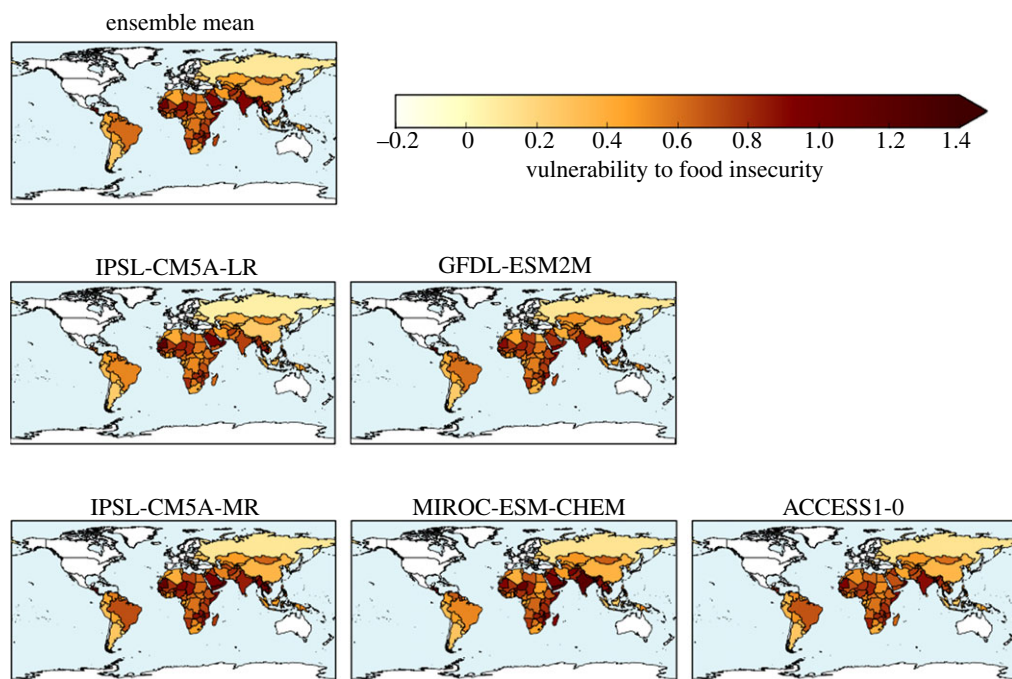 ensemble mean
–0.2 0 0.2 0.4 0.6 0.8 1.0 1.2 1.4
vulnerability to food insecurity
IPSL-CM5A-LR GFDL-ESM2M
IPSL-CM5A-MR MIROC-ESM-CHEM ACCESS1-0